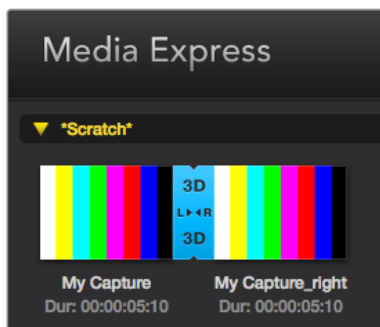 Media Express
*Scratch*
3D
L R
3D
My Capture My Capture_right
Dur: 00:00:05:10 Dur: 00:00:05:10